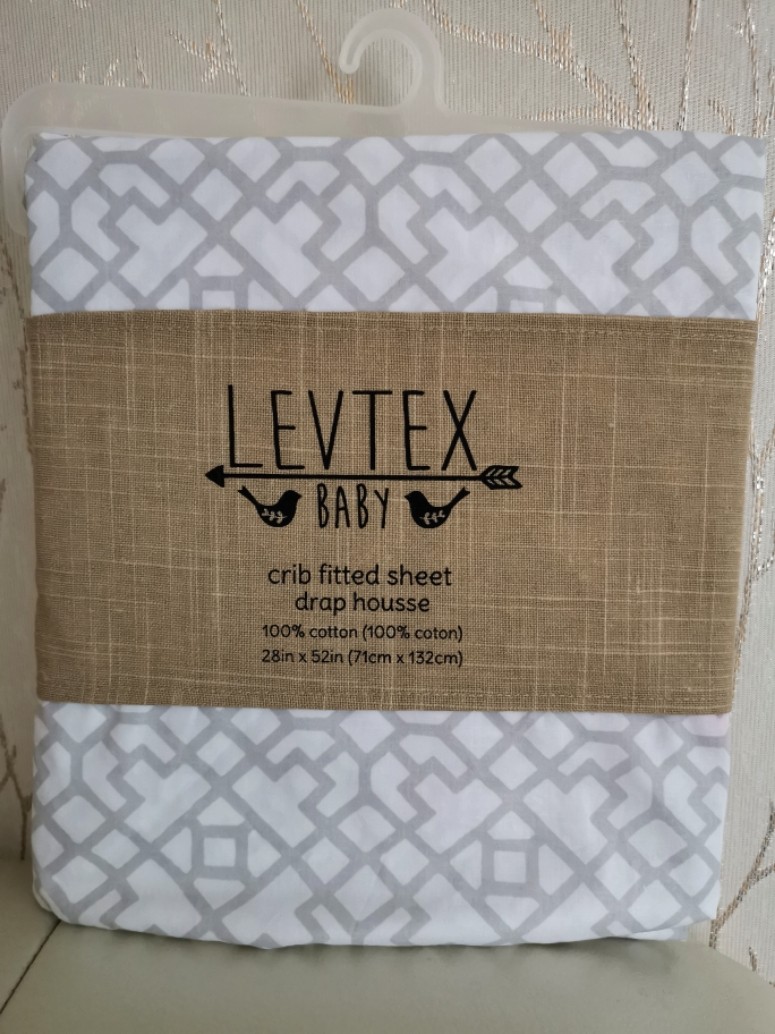 LEVTEX
BABY
crib fitted sheet
drap housse
100% cotton (100% coton)
28in x 52in (71cm x 132cm)